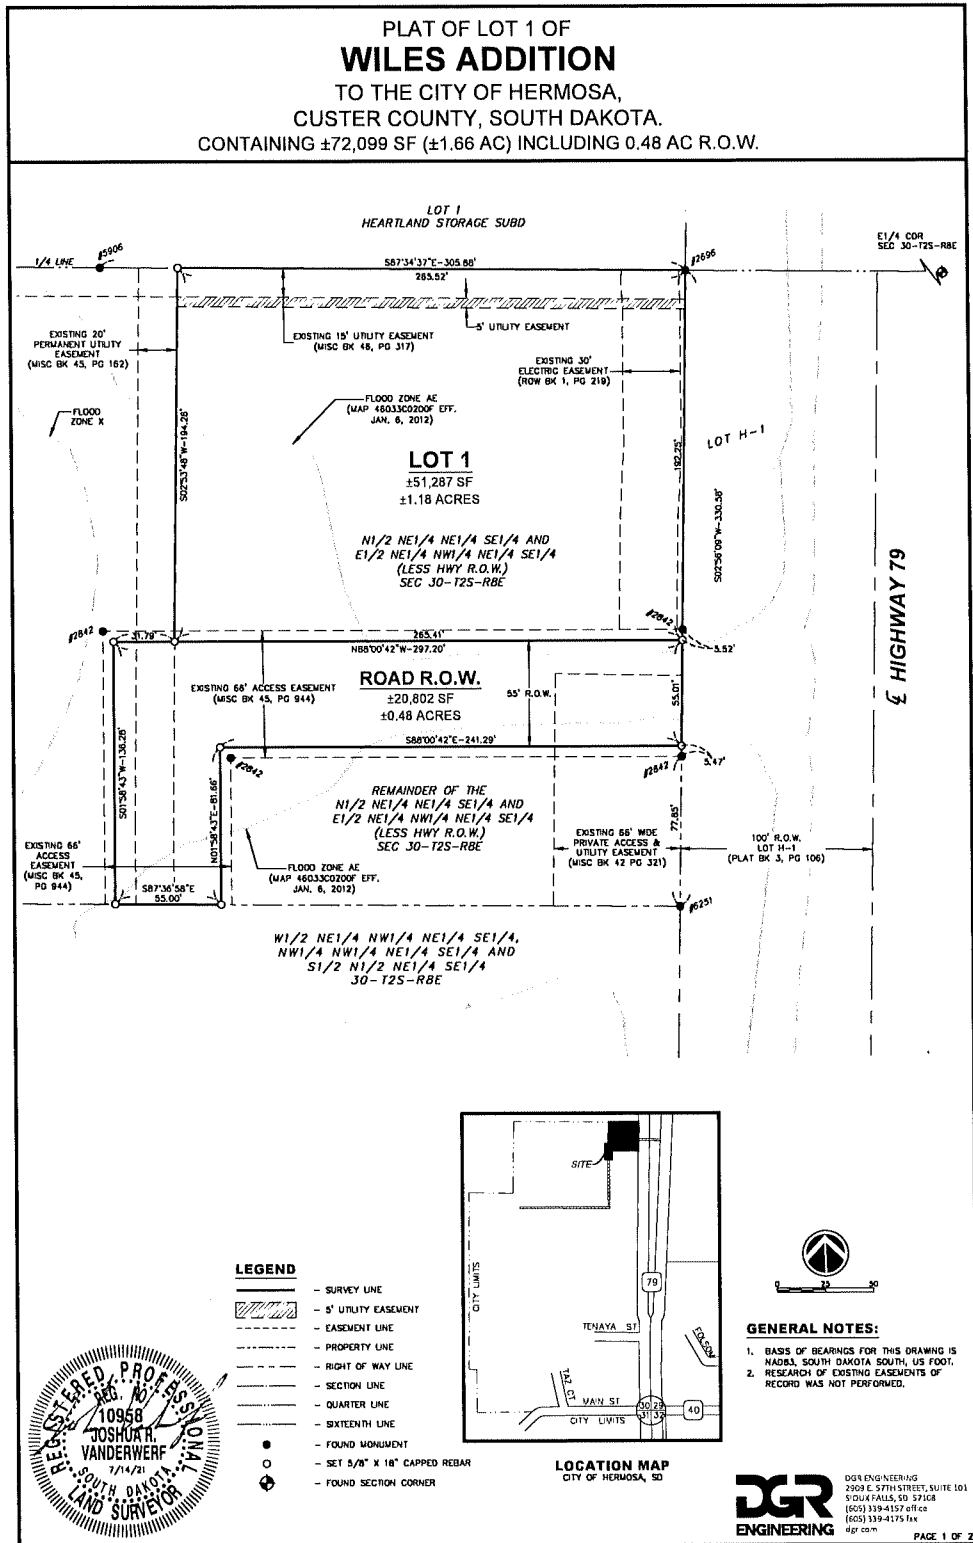 PLAT OF LOT 1 OF
WILES ADDITION
TO THE CITY OF HERMOSA,
CUSTER COUNTY, SOUTH DAKOTA.
CONTAINING ±72,099 SF (±1.66 AC) INCLUDING 0.48 AC R.O.W.
LOT 1
HEARTLAND STORAGE SUBD
E1/4 COR
SEC 30-T2S-R8E
1/4 LINE
#5906
S87°34'37"E-305.68'
265.52'
#2696
EXISTING 20'
PERMANENT UTILITY
EASEMENT
(MISC BK 45, PG 162)
EXISTING 15' UTILITY EASEMENT
(MISC BK 46, PG 317)
5' UTILITY EASEMENT
EXISTING 30'
ELECTRIC EASEMENT
(ROW BK 1, PG 219)
FLOOD
ZONE X
FLOOD ZONE AE
(MAP 46033C0200F EFF.
JAN. 6, 2012)
S02°53'48"W-194.26'
192.25'
LOT H-1
S02°56'09"W-330.58'
LOT 1
±51,287 SF
±1.18 ACRES
N1/2 NE1/4 NE1/4 SE1/4 AND
E1/2 NE1/4 NW1/4 NE1/4 SE1/4
(LESS HWY R.O.W.)
SEC 30-T2S-R8E
HIGHWAY 79
#2642
31.79'
265.41'
N88°00'42"W-297.20'
#2642
5.52'
ROAD R.O.W.
±20,802 SF
±0.48 ACRES
EXISTING 66' ACCESS EASEMENT
(MISC BK 45, PG 944)
55' R.O.W.
55.01'
S88°00'42"E-241.29'
#2642
#2642
5.47'
S01°58'43"W-136.28'
N01°58'43"E-81.66'
REMAINDER OF THE
N1/2 NE1/4 NE1/4 SE1/4 AND
E1/2 NE1/4 NW1/4 NE1/4 SE1/4
(LESS HWY R.O.W.)
SEC 30-T2S-R8E
77.85'
EXISTING 66'
ACCESS
EASEMENT
(MISC BK 45,
PG 944)
FLOOD ZONE AE
(MAP 46033C0200F EFF.
JAN. 6, 2012)
EXISTING 66' WIDE
PRIVATE ACCESS &
UTILITY EASEMENT
(MISC BK 42 PG 321)
100' R.O.W.
LOT H-1
(PLAT BK 3, PG 106)
S87°36'58"E
55.00'
#6251
W1/2 NE1/4 NW1/4 NE1/4 SE1/4,
NW1/4 NW1/4 NE1/4 SE1/4 AND
S1/2 N1/2 NE1/4 SE1/4
30-T2S-R8E
SITE
CITY LIMITS
79
TENAYA ST
FOLSOM
TAZ CT
MAIN ST
CITY LIMITS
30 29
31 32
40
LOCATION MAP
CITY OF HERMOSA, SD
LEGEND
- SURVEY LINE
- 5' UTILITY EASEMENT
- EASEMENT LINE
- PROPERTY LINE
- RIGHT OF WAY LINE
- SECTION LINE
- QUARTER LINE
- SIXTEENTH LINE
- FOUND MONUMENT
- SET 5/8" X 18" CAPPED REBAR
- FOUND SECTION CORNER
0 25 50
GENERAL NOTES:
1. BASIS OF BEARINGS FOR THIS DRAWING IS
NAD83, SOUTH DAKOTA SOUTH, US FOOT.
2. RESEARCH OF EXISTING EASEMENTS OF
RECORD WAS NOT PERFORMED.
REGISTERED PROFESSIONAL
REG. NO
10958
JOSHUA R.
VANDERWERF
7/14/21
SOUTH DAKOTA
LAND SURVEYOR
DGR
ENGINEERING
DGR ENGINEERING
2909 E. 57TH STREET, SUITE 101
SIOUX FALLS, SD 57108
(605) 339-4157 office
(605) 339-4175 fax
dgr.com
PAGE 1 OF 2